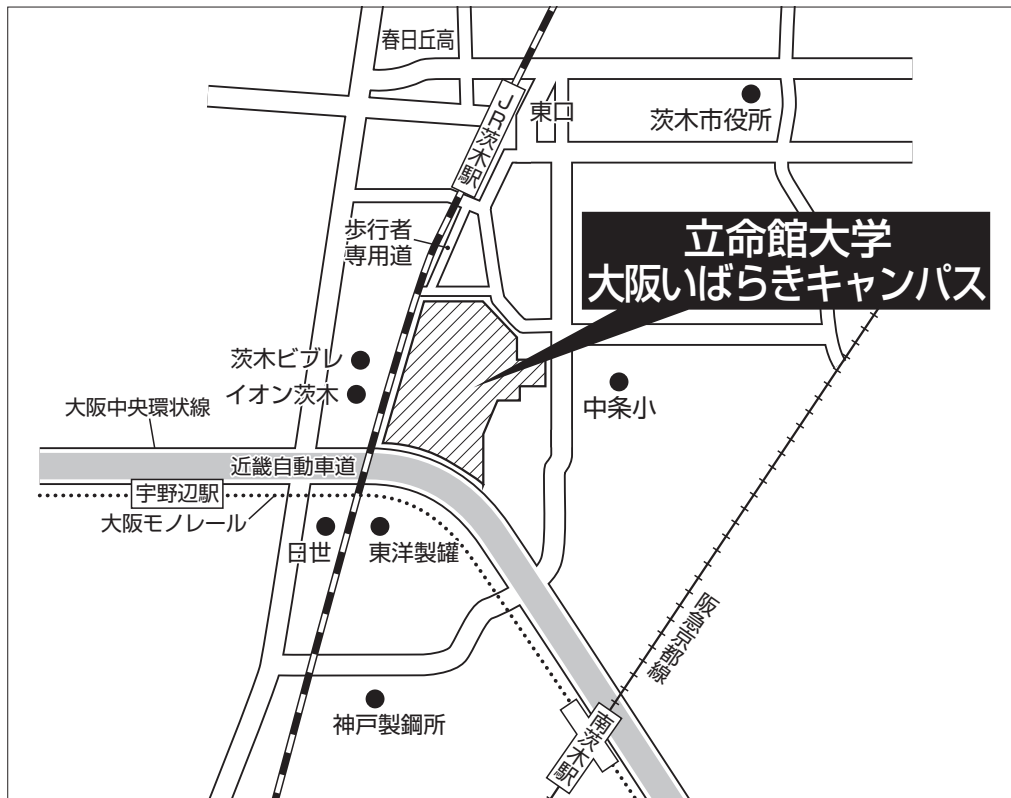 春日丘高
JR茨木駅
東口
茨木市役所
歩行者
専用道
立命館大学
大阪いばらきキャンパス
茨木ビブレ
イオン茨木
中条小
大阪中央環状線
近畿自動車道
宇野辺駅
大阪モノレール
日世
東洋製罐
阪急京都線
神戸製鋼所
南茨木駅